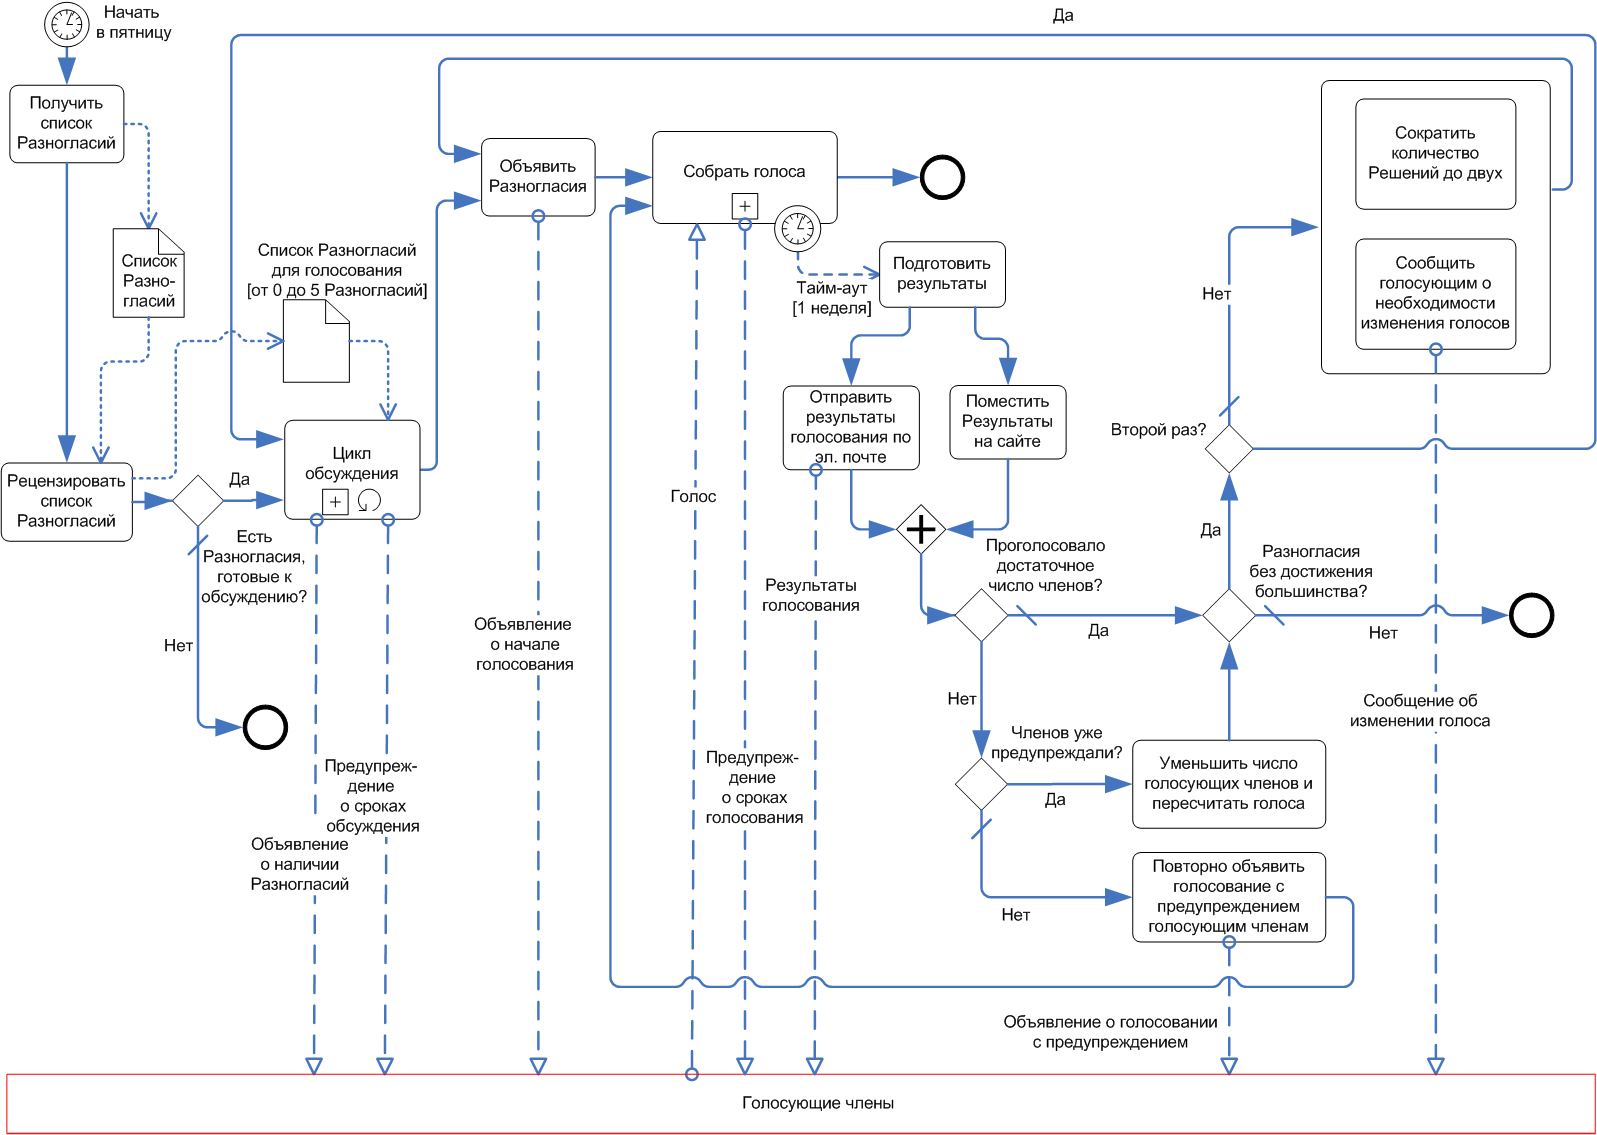 Начать
в пятницу
Да
Получить
список
Разногласий
Список
Разно-
гласий
Список Разногласий
для голосования
[от 0 до 5 Разногласий]
Объявить
Разногласия
Собрать голоса
Сократить
количество
Решений до двух
Сообщить
голосующим о
необходимости
изменения голосов
Подготовить
результаты
Тайм-аут
[1 неделя]
Нет
Отправить
результаты
голосования по
эл. почте
Поместить
Результаты
на сайте
Второй раз?
Рецензировать
список
Разногласий
Да
Цикл
обсуждения
Есть
Разногласия,
готовые к
обсуждению?
Нет
Голос
Да
Проголосовало
достаточное
число членов?
Разногласия
без достижения
большинства?
Результаты
голосования
Объявление
о начале
голосования
Да
Нет
Нет
Членов уже
предупреждали?
Да
Уменьшить число
голосующих членов и
пересчитать голоса
Сообщение об
изменении голоса
Предупреж-
дение
о сроках
обсуждения
Предупреж-
дение
о сроках
голосования
Объявление
о наличии
Разногласий
Нет
Повторно объявить
голосование с
предупреждением
голосующим членам
Объявление о голосовании
с предупреждением
Голосующие члены